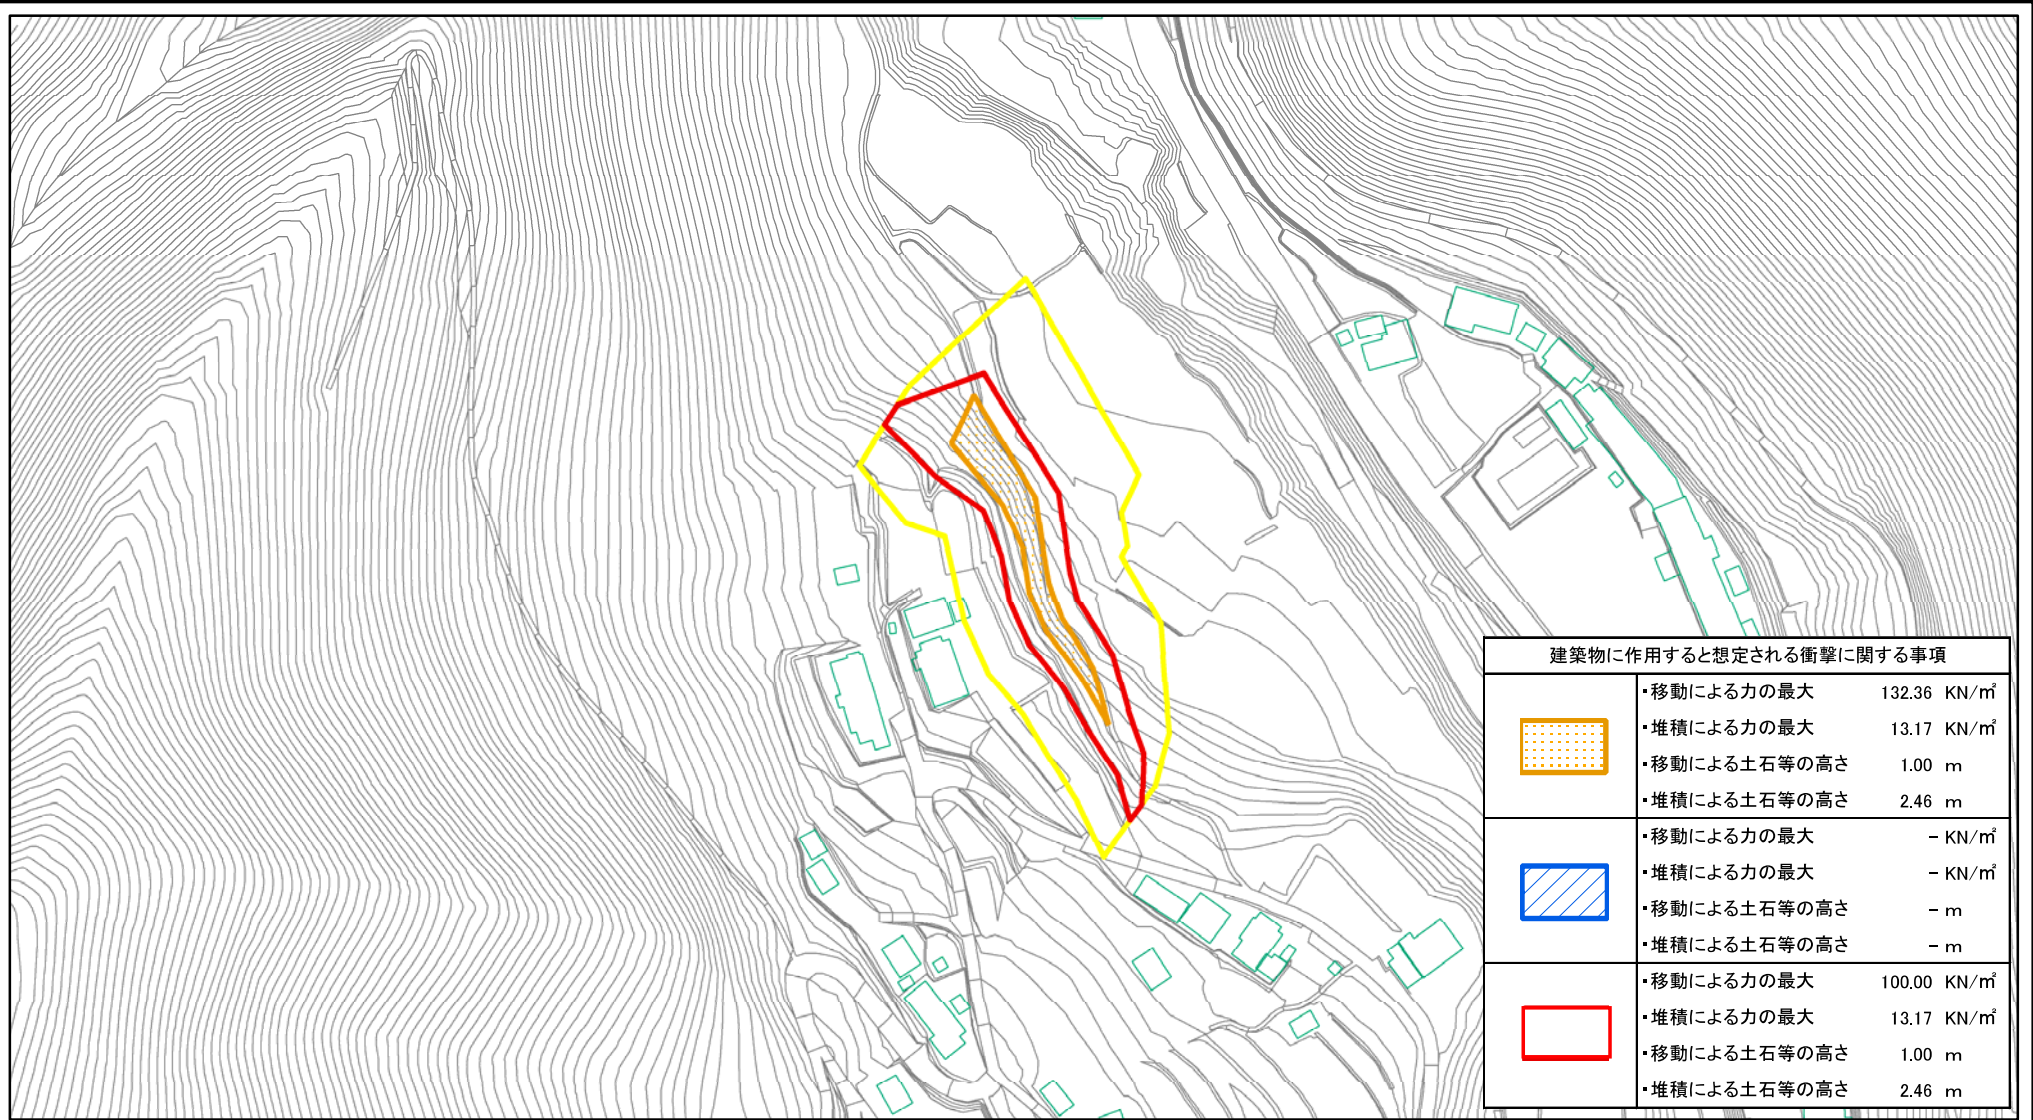 建築物に作用すると想定される衝撃に関する事項
・移動による力の最大 132.36 KN/㎡
・堆積による力の最大 13.17 KN/㎡
・移動による土石等の高さ 1.00 m
・堆積による土石等の高さ 2.46 m
・移動による力の最大 - KN/㎡
・堆積による力の最大 - KN/㎡
・移動による土石等の高さ - m
・堆積による土石等の高さ - m
・移動による力の最大 100.00 KN/㎡
・堆積による力の最大 13.17 KN/㎡
・移動による土石等の高さ 1.00 m
・堆積による土石等の高さ 2.46 m